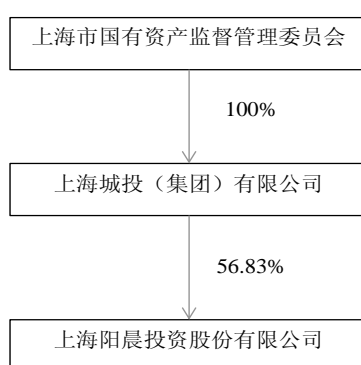 上海市国有资产监督管理委员会
100%
上海城投（集团）有限公司
56.83%
上海阳晨投资股份有限公司